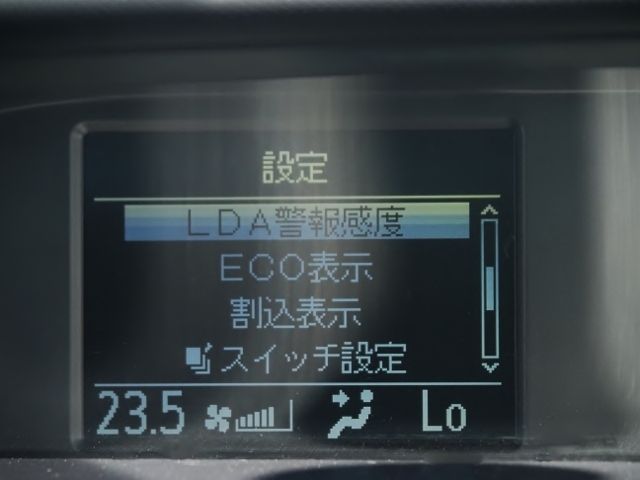 設定
LDA警報感度
ECO表示
割込表示
スイッチ設定
23.5 Lo